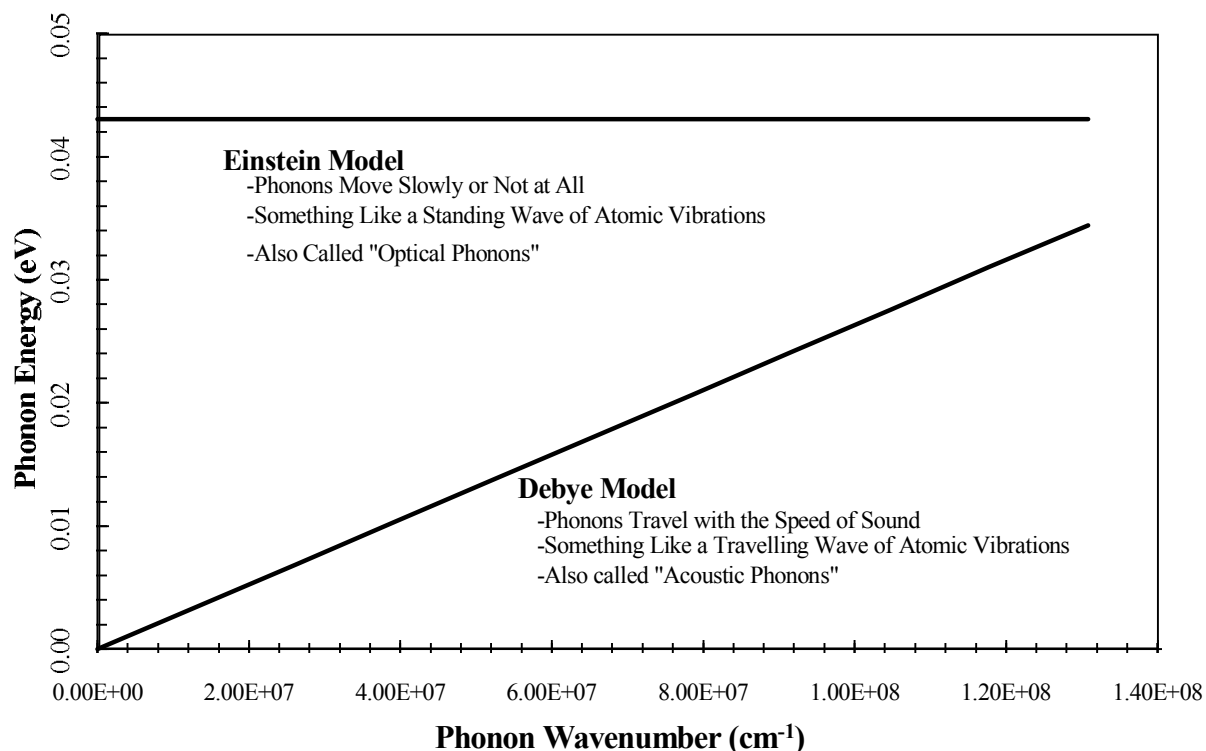 0.05
0.04
0.03
0.02
0.01
0.00
Phonon Energy (eV)
Einstein Model
-Phonons Move Slowly or Not at All
-Something Like a Standing Wave of Atomic Vibrations
-Also Called "Optical Phonons"
Debye Model
-Phonons Travel with the Speed of Sound
-Something Like a Travelling Wave of Atomic Vibrations
-Also called "Acoustic Phonons"
0.00E+00 2.00E+07 4.00E+07 6.00E+07 8.00E+07 1.00E+08 1.20E+08 1.40E+08
Phonon Wavenumber (cm⁻¹)